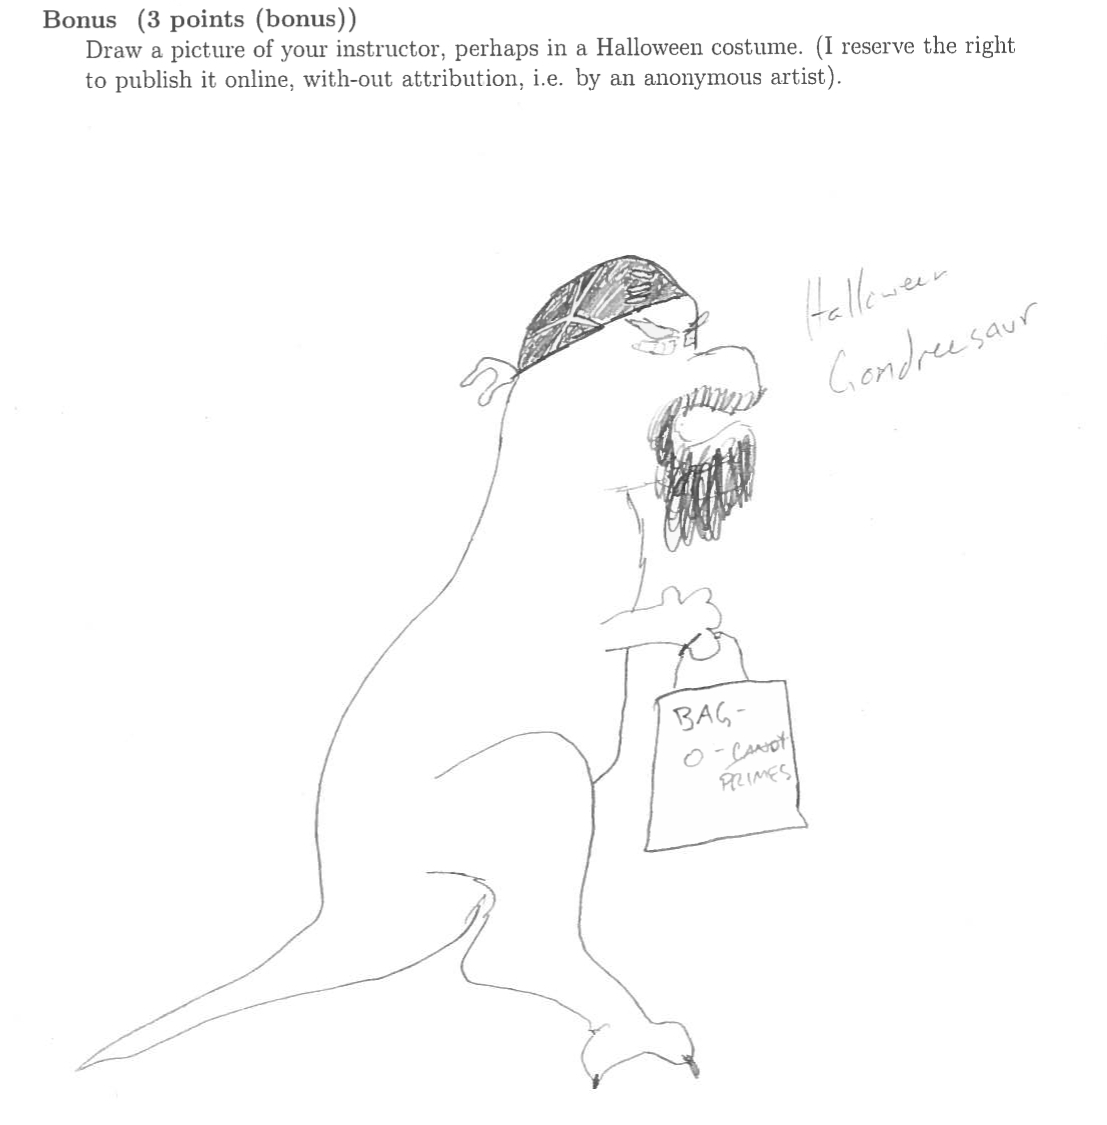 Bonus (3 points (bonus))
Draw a picture of your instructor, perhaps in a Halloween costume. (I reserve the right
to publish it online, with-out attribution, i.e. by an anonymous artist).
Halloween
Gondreesaur
BAG-
O - CANDY
PRIMES